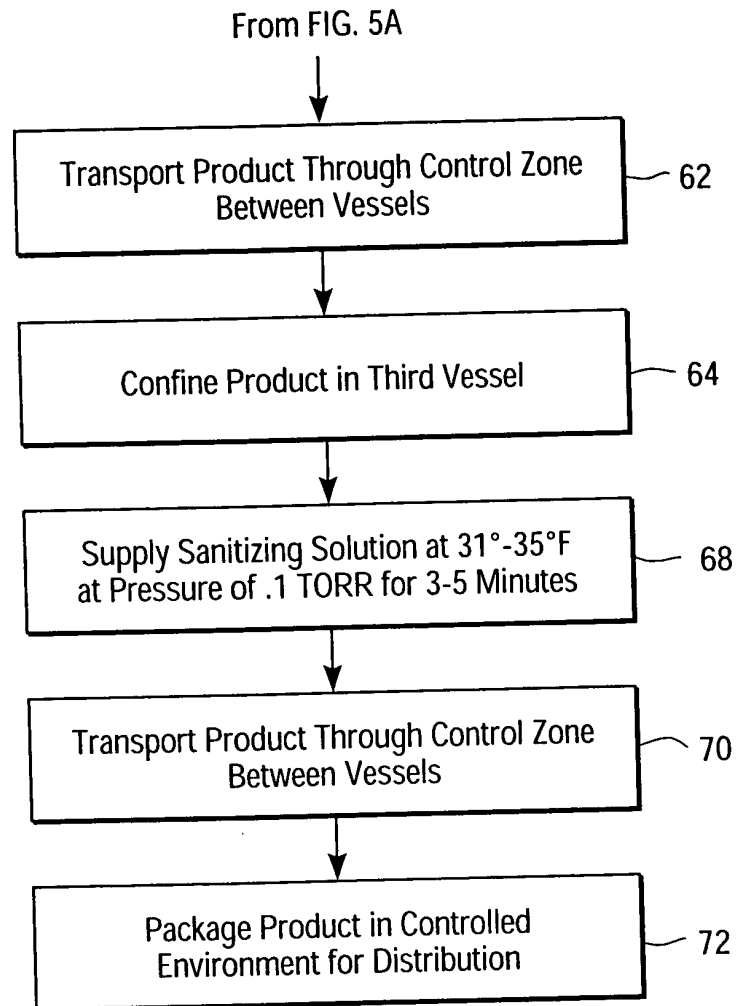 From FIG. 5A
Transport Product Through Control Zone
Between Vessels
62
Confine Product in Third Vessel
64
Supply Sanitizing Solution at 31°-35°F
at Pressure of .1 TORR for 3-5 Minutes
68
Transport Product Through Control Zone
Between Vessels
70
Package Product in Controlled
Environment for Distribution
72